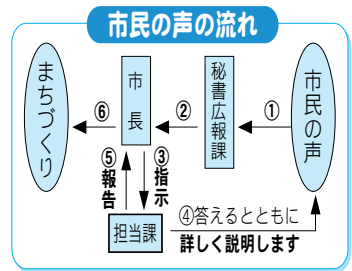 市民の声の流れ
市民の声
①
秘書広報課
②
市長
③指示
担当課
④答えるとともに
詳しく説明します
⑤報告
⑥
まちづくり